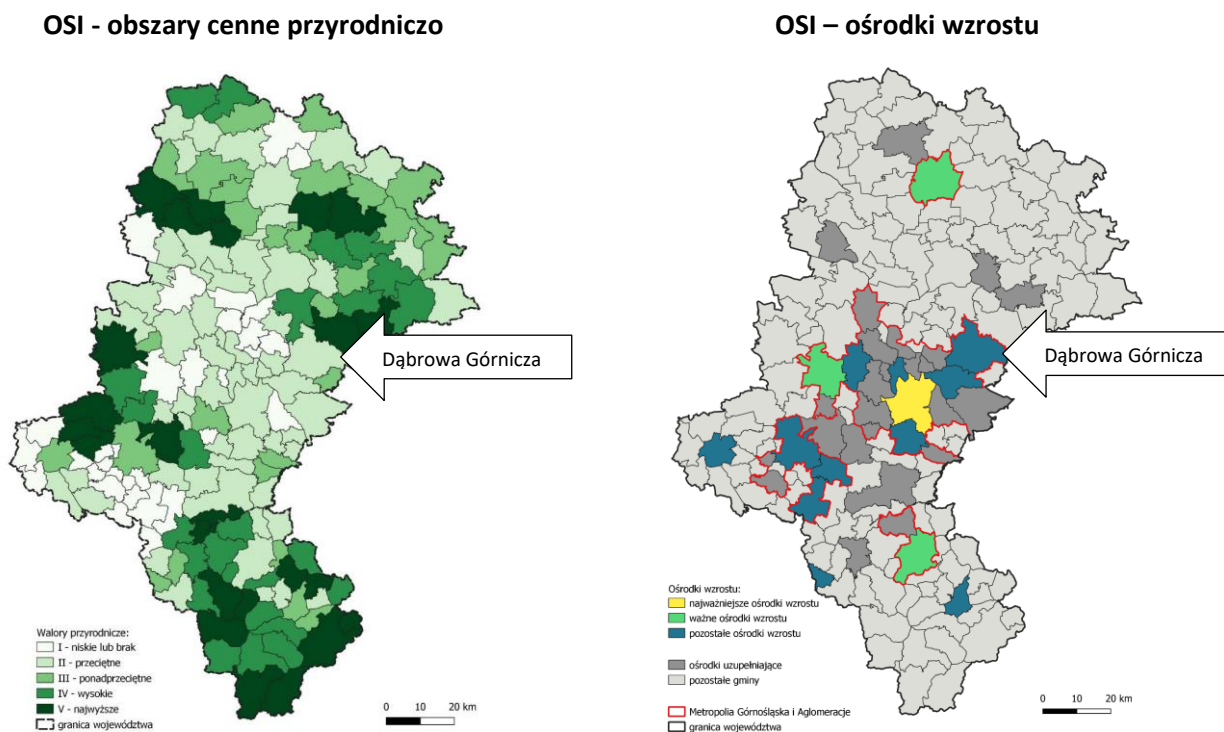 OSI - obszary cenne przyrodniczo
Dąbrowa Górnicza
Walory przyrodnicze:
I - niskie lub brak
II - przeciętne
III - ponadprzeciętne
IV - wysokie
V - najwyższe
granica województwa
0 10 20 km
OSI – ośrodki wzrostu
Dąbrowa Górnicza
Ośrodki wzrostu:
najważniejsze ośrodki wzrostu
ważne ośrodki wzrostu
pozostałe ośrodki wzrostu
ośrodki uzupełniające
pozostałe gminy
Metropolia Górnośląska i Aglomeracje
granica województwa
0 10 20 km